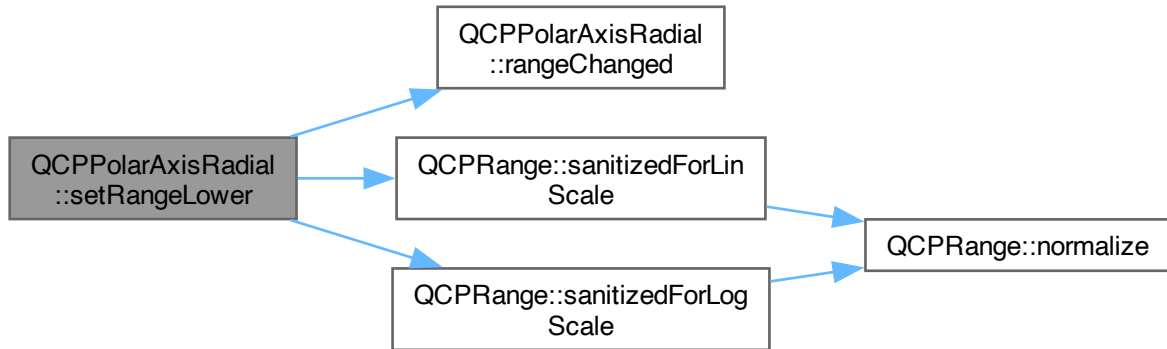 QCPPolarAxisRadial
::rangeChanged
QCPPolarAxisRadial
::setRangeLower
QCPRange::sanitizedForLin
Scale
QCPRange::normalize
QCPRange::sanitizedForLog
Scale